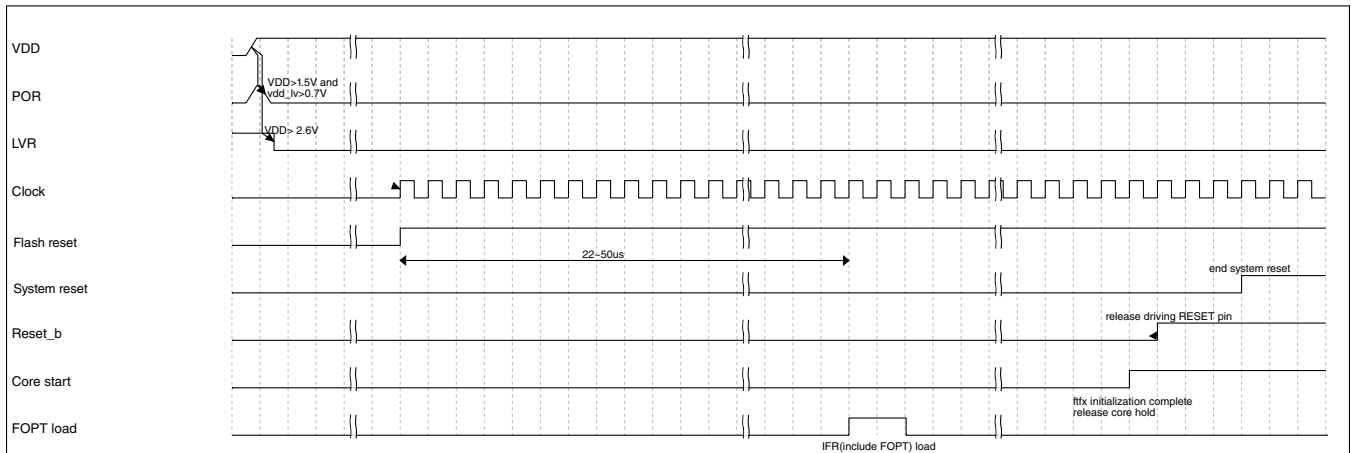 VDD
VDD>1.5V and
vdd_lv>0.7V
POR
VDD> 2.6V
LVR
Clock
Flash reset
22~50us
end system reset
System reset
release driving RESET pin
Reset_b
Core start
ftfx initialization complete
release core hold
FOPT load
IFR(include FOPT) load